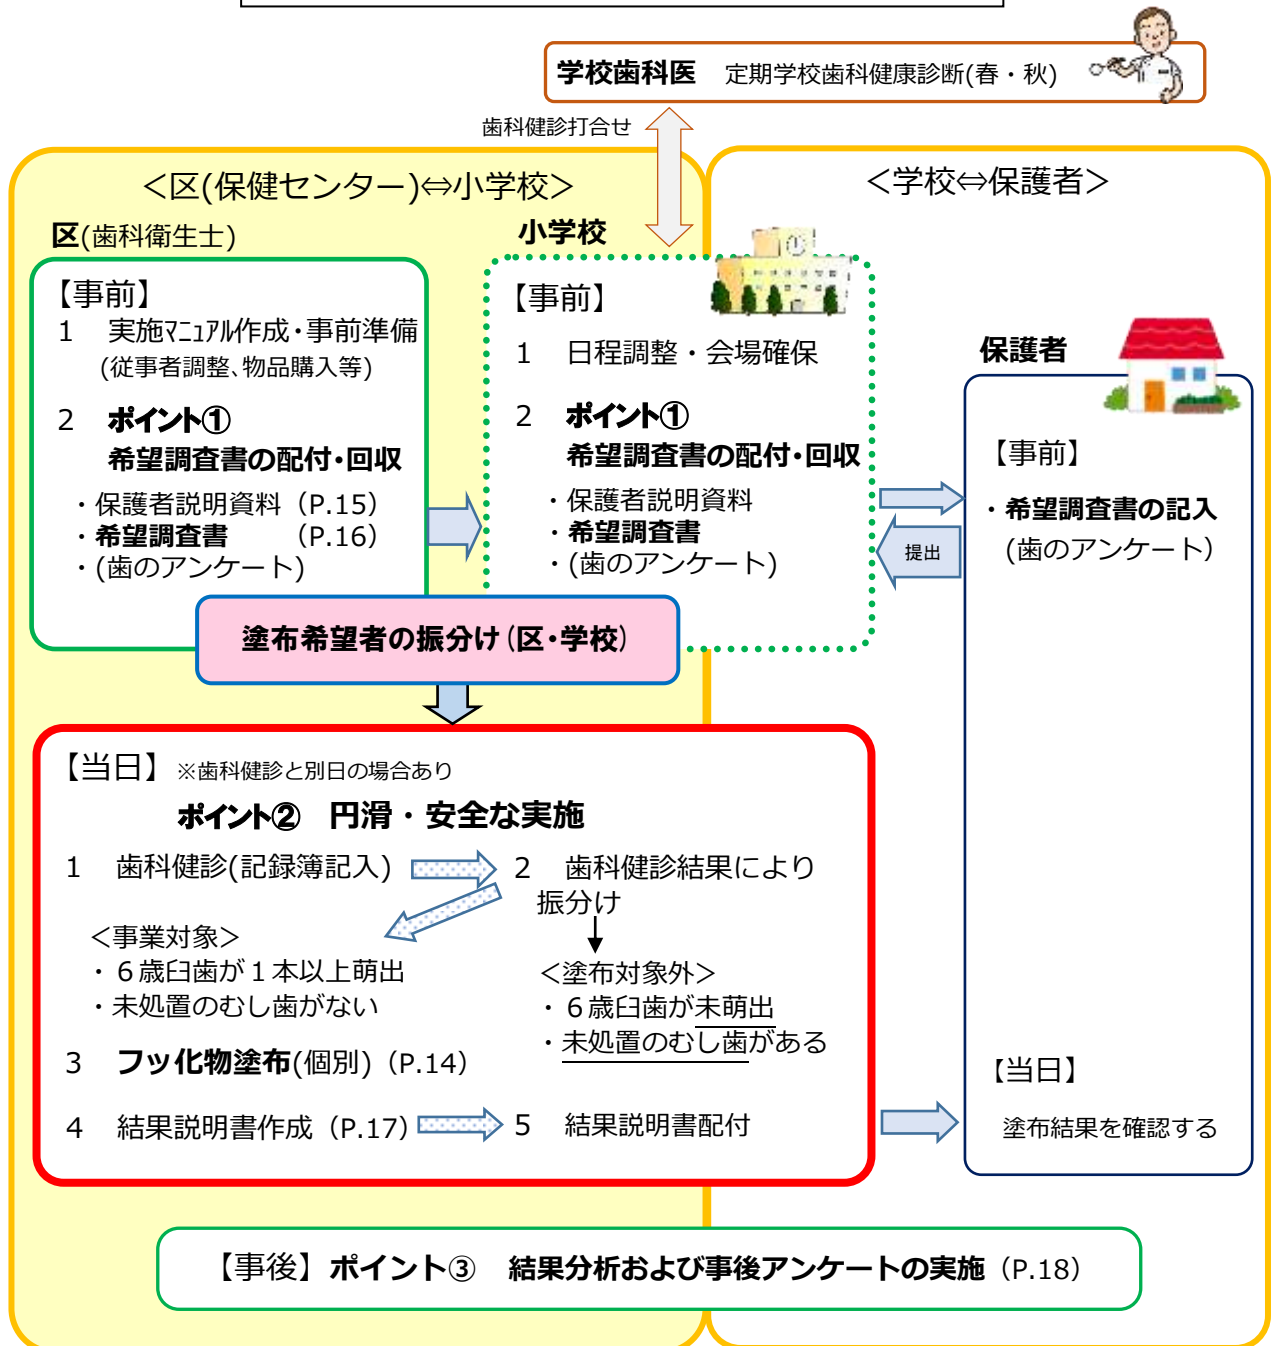 学校歯科医　定期学校歯科健康診断(春・秋)
歯科健診打合せ
＜区(保健センター)⇔小学校＞
＜学校⇔保護者＞
区(歯科衛生士)
小学校
【事前】
1　実施ﾏﾆｭｱﾙ作成・事前準備
(従事者調整、物品購入等)
2　ポイント①
希望調査書の配付・回収
・保護者説明資料（P.15）
・希望調査書　（P.16）
・(歯のアンケート)
【事前】
1　日程調整・会場確保
2　ポイント①
希望調査書の配付・回収
・保護者説明資料
・希望調査書
・(歯のアンケート)
保護者
【事前】
・希望調査書の記入
(歯のアンケート）
提出
塗布希望者の振分け（区・学校）
【当日】※歯科健診と別日の場合あり
ポイント②　円滑・安全な実施
1　歯科健診(記録簿記入)
2　歯科健診結果により
振分け
＜事業対象＞
・６歳臼歯が１本以上萌出
・未処置のむし歯がない
＜塗布対象外＞
・６歳臼歯が未萌出
・未処置のむし歯がある
3　フッ化物塗布(個別)（P.14）
4　結果説明書作成（P.17）
5　結果説明書配付
【当日】
塗布結果を確認する
【事後】ポイント③　結果分析および事後アンケートの実施（P.18）